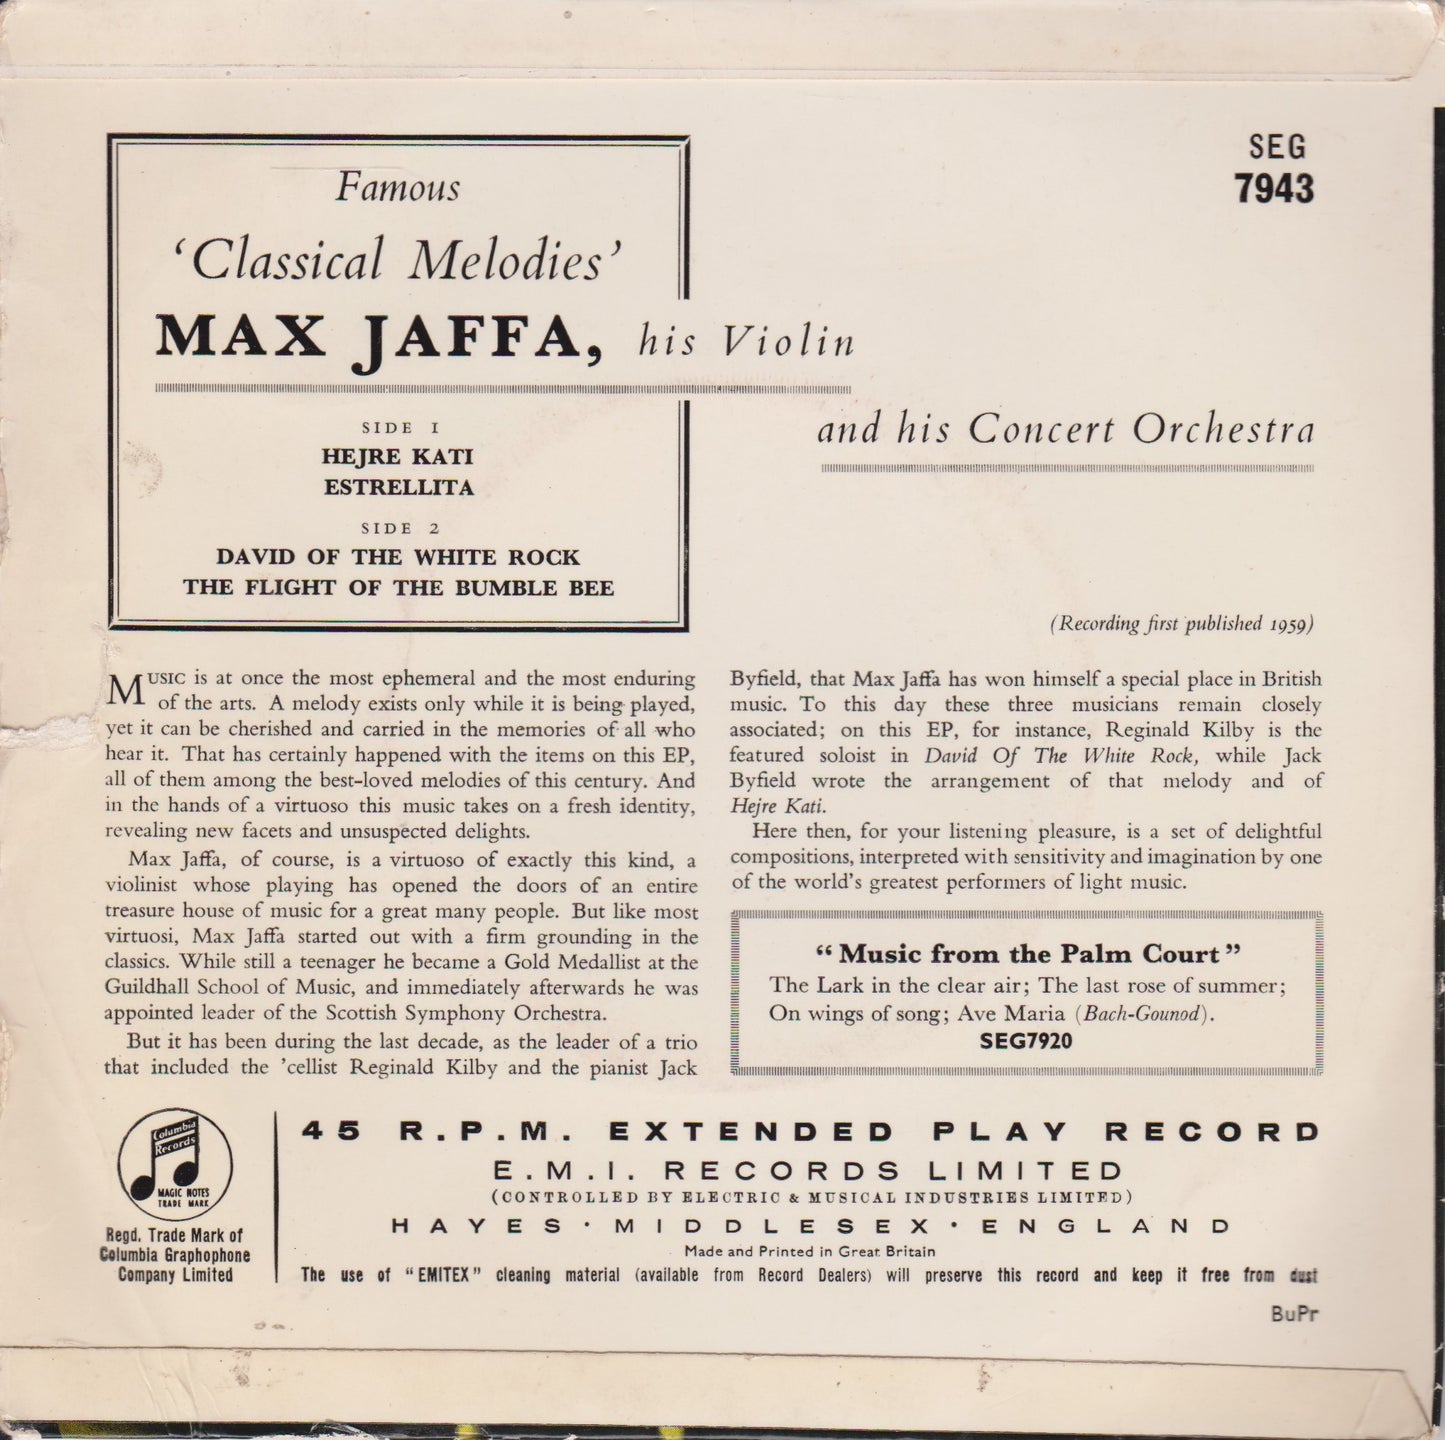 SEG
7943
Famous
‘Classical Melodies’
MAX JAFFA, his Violin
and his Concert Orchestra
SIDE 1
HEJRE KATI
ESTRELLITA
SIDE 2
DAVID OF THE WHITE ROCK
THE FLIGHT OF THE BUMBLE BEE
(Recording first published 1959)
MUSIC is at once the most ephemeral and the most enduring
of the arts. A melody exists only while it is being played,
yet it can be cherished and carried in the memories of all who
hear it. That has certainly happened with the items on this EP,
all of them among the best-loved melodies of this century. And
in the hands of a virtuoso this music takes on a fresh identity,
revealing new facets and unsuspected delights.
Max Jaffa, of course, is a virtuoso of exactly this kind, a
violinist whose playing has opened the doors of an entire
treasure house of music for a great many people. But like most
virtuosi, Max Jaffa started out with a firm grounding in the
classics. While still a teenager he became a Gold Medallist at the
Guildhall School of Music, and immediately afterwards he was
appointed leader of the Scottish Symphony Orchestra.
But it has been during the last decade, as the leader of a trio
that included the ’cellist Reginald Kilby and the pianist Jack
Byfield, that Max Jaffa has won himself a special place in British
music. To this day these three musicians remain closely
associated; on this EP, for instance, Reginald Kilby is the
featured soloist in David Of The White Rock, while Jack
Byfield wrote the arrangement of that melody and of
Hejre Kati.
Here then, for your listening pleasure, is a set of delightful
compositions, interpreted with sensitivity and imagination by one
of the world’s greatest performers of light music.
“Music from the Palm Court”
The Lark in the clear air; The last rose of summer;
On wings of song; Ave Maria (Bach-Gounod).
SEG7920
Columbia
Records
MAGIC NOTES
TRADE MARK
Regd. Trade Mark of
Columbia Graphophone
Company Limited
45 R.P.M. EXTENDED PLAY RECORD
E.M.I. RECORDS LIMITED
(CONTROLLED BY ELECTRIC & MUSICAL INDUSTRIES LIMITED)
HAYES · MIDDLESEX · ENGLAND
Made and Printed in Great Britain
The use of “EMITEX” cleaning material (available from Record Dealers) will preserve this record and keep it free from dust
BuPr